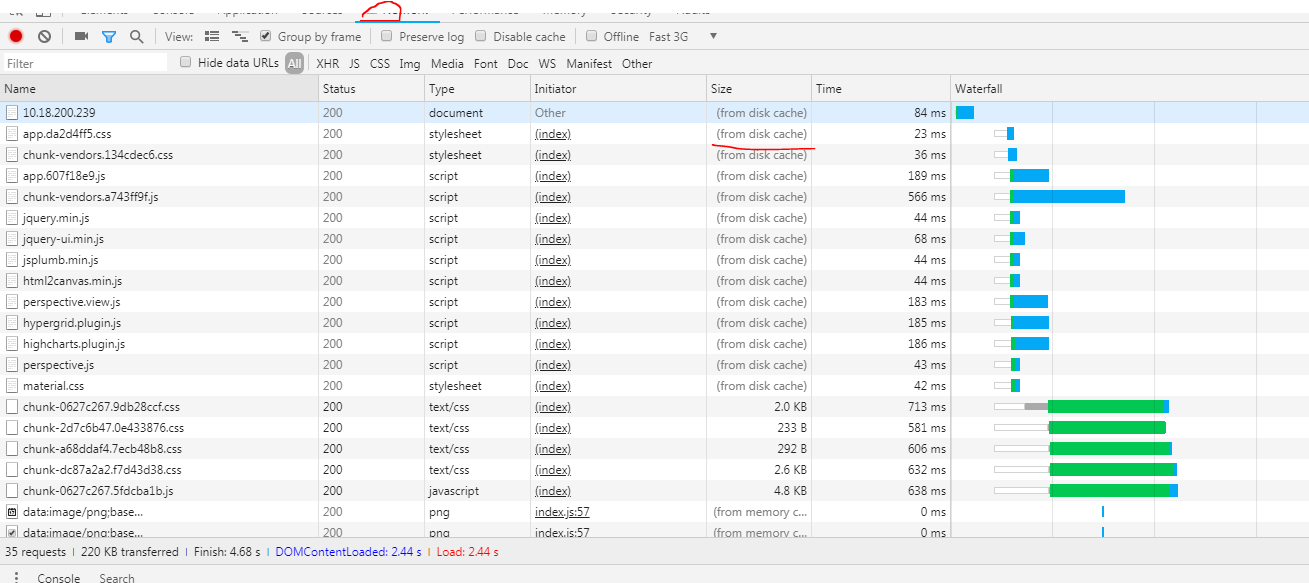 View: Group by frame Preserve log Disable cache Offline Fast 3G
Filter Hide data URLs All XHR JS CSS Img Media Font Doc WS Manifest Other
Name Status Type Initiator Size Time Waterfall
10.18.200.239 200 document Other (from disk cache) 84 ms
app.da2d4ff5.css 200 stylesheet (index) (from disk cache) 23 ms
chunk-vendors.134cdec6.css 200 stylesheet (index) (from disk cache) 36 ms
app.607f18e9.js 200 script (index) (from disk cache) 189 ms
chunk-vendors.a743ff9f.js 200 script (index) (from disk cache) 566 ms
jquery.min.js 200 script (index) (from disk cache) 44 ms
jquery-ui.min.js 200 script (index) (from disk cache) 68 ms
jsplumb.min.js 200 script (index) (from disk cache) 44 ms
html2canvas.min.js 200 script (index) (from disk cache) 44 ms
perspective.view.js 200 script (index) (from disk cache) 183 ms
hypergrid.plugin.js 200 script (index) (from disk cache) 185 ms
highcharts.plugin.js 200 script (index) (from disk cache) 186 ms
perspective.js 200 script (index) (from disk cache) 43 ms
material.css 200 stylesheet (index) (from disk cache) 42 ms
chunk-0627c267.9db28ccf.css 200 text/css (index) 2.0 KB 713 ms
chunk-2d7c6b47.0e433876.css 200 text/css (index) 233 B 581 ms
chunk-a68ddaf4.7ecb48b8.css 200 text/css (index) 292 B 606 ms
chunk-dc87a2a2.f7d43d38.css 200 text/css (index) 2.6 KB 632 ms
chunk-0627c267.5fdcba1b.js 200 javascript (index) 4.8 KB 638 ms
data:image/png;base... 200 png index.js:57 (from memory c... 0 ms
data:image/png;base... 200 png index.js:57 (from memory c... 0 ms
35 requests | 220 KB transferred | Finish: 4.68 s | DOMContentLoaded: 2.44 s | Load: 2.44 s
Console Search